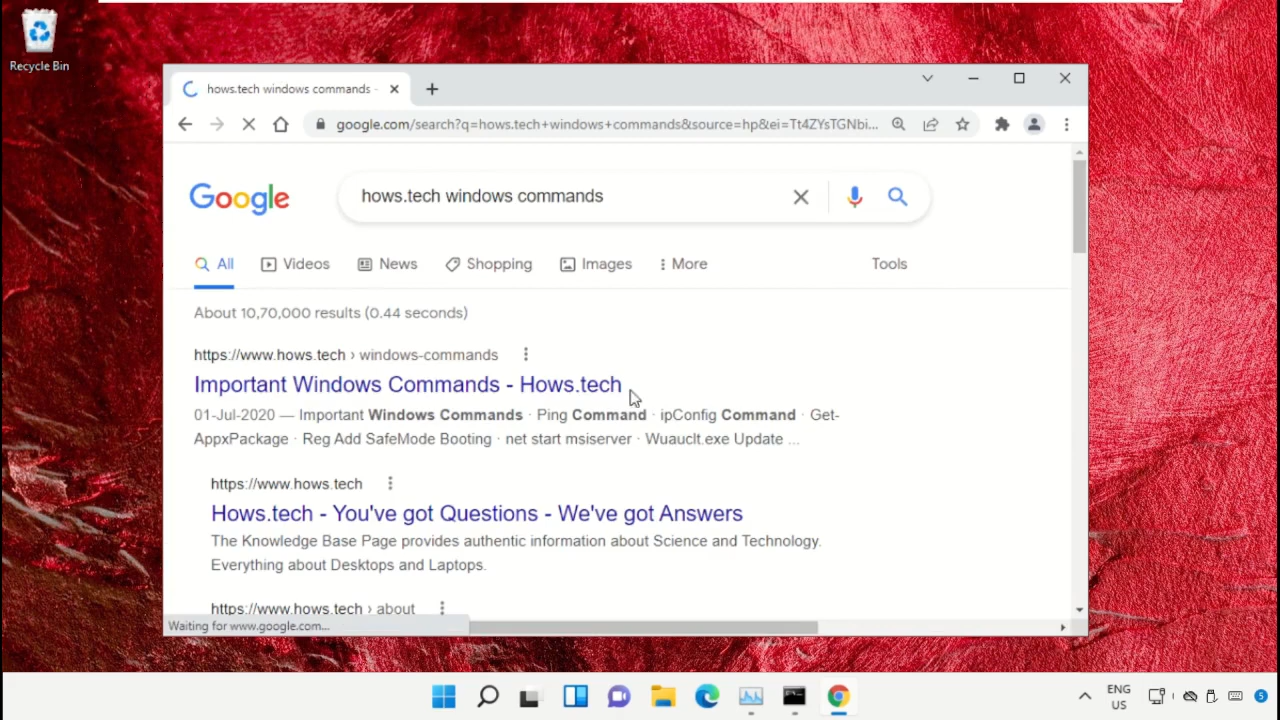 Recycle Bin
hows.tech windows commands -
google.com/search?q=hows.tech+windows+commands&source=hp&ei=Tt4ZYsTGNbi...
Google
hows.tech windows commands
All Videos News Shopping Images More Tools
About 10,70,000 results (0.44 seconds)
https://www.hows.tech › windows-commands
Important Windows Commands - Hows.tech
01-Jul-2020 — Important Windows Commands · Ping Command · ipConfig Command · Get-
AppxPackage · Reg Add SafeMode Booting · net start msiserver · Wuauclt.exe Update ...
https://www.hows.tech
Hows.tech - You've got Questions - We've got Answers
The Knowledge Base Page provides authentic information about Science and Technology.
Everything about Desktops and Laptops.
https://www.hows.tech › about
Waiting for www.google.com...
ENG
US
5